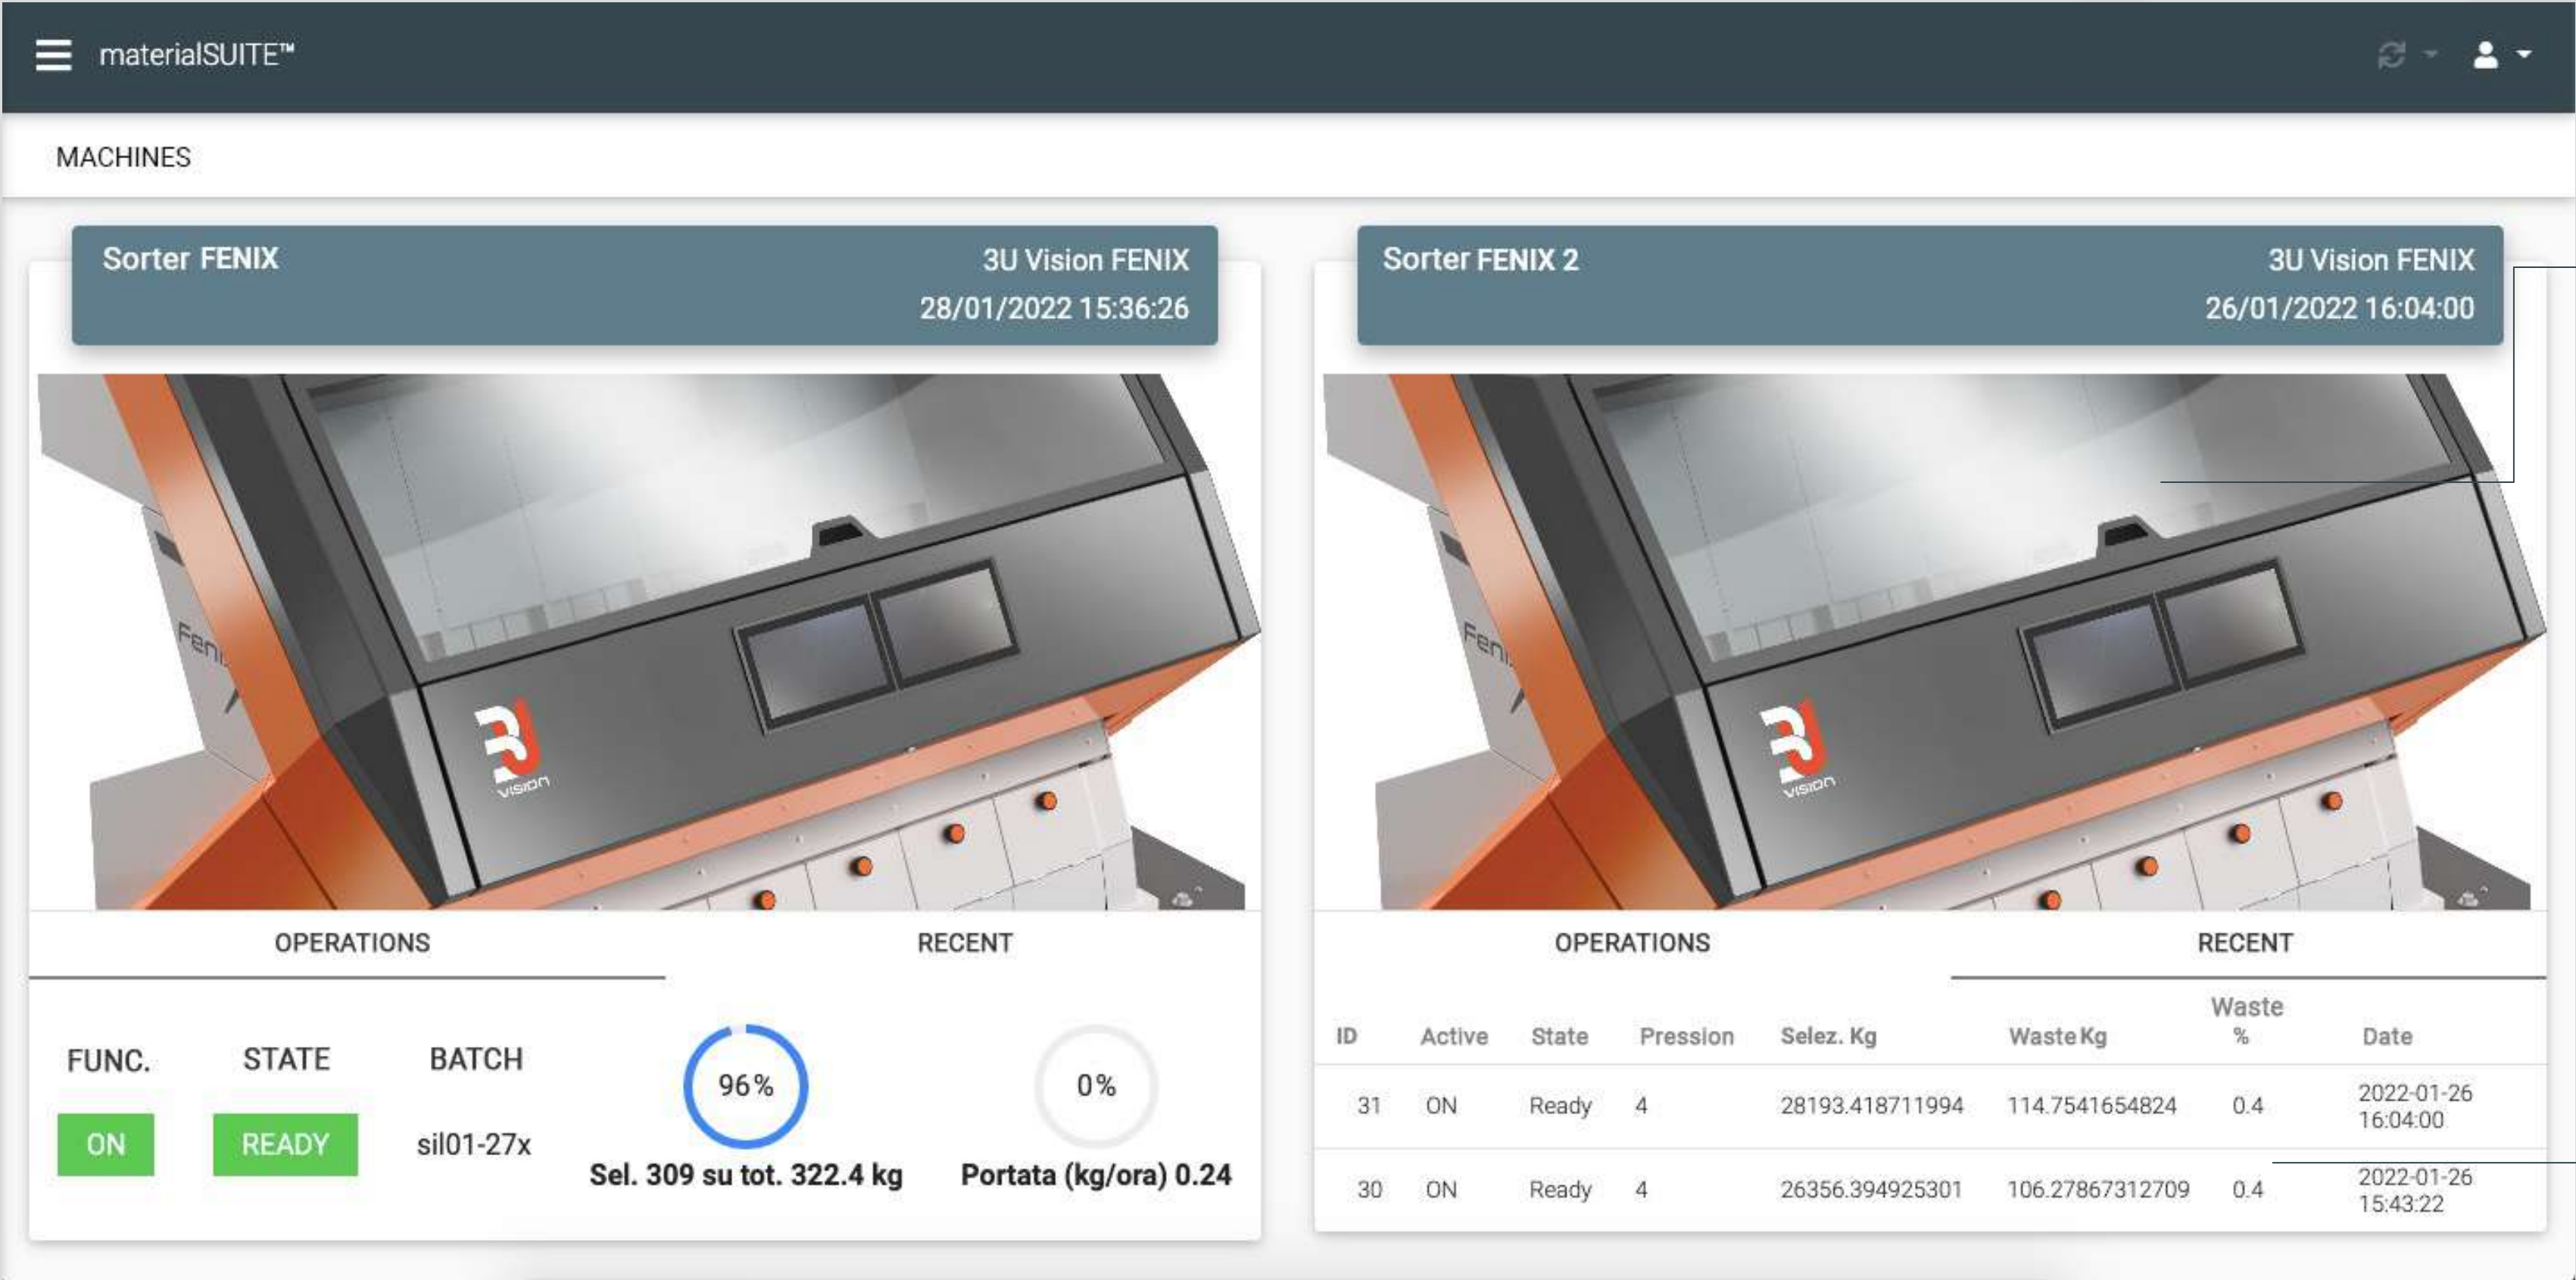 materialSUITE™
MACHINES
Sorter FENIX
3U Vision FENIX
28/01/2022 15:36:26
VISION
OPERATIONS
RECENT
FUNC.
STATE
BATCH
ON
READY
sil01-27x
96%
Sel. 309 su tot. 322.4 kg
0%
Portata (kg/ora) 0.24
Sorter FENIX 2
3U Vision FENIX
26/01/2022 16:04:00
VISION
OPERATIONS
RECENT
ID Active State Pression Selez. Kg Waste Kg Waste % Date
31 ON Ready 4 28193.418711994 114.7541654824 0.4 2022-01-26 16:04:00
30 ON Ready 4 26356.394925301 106.27867312709 0.4 2022-01-26 15:43:22